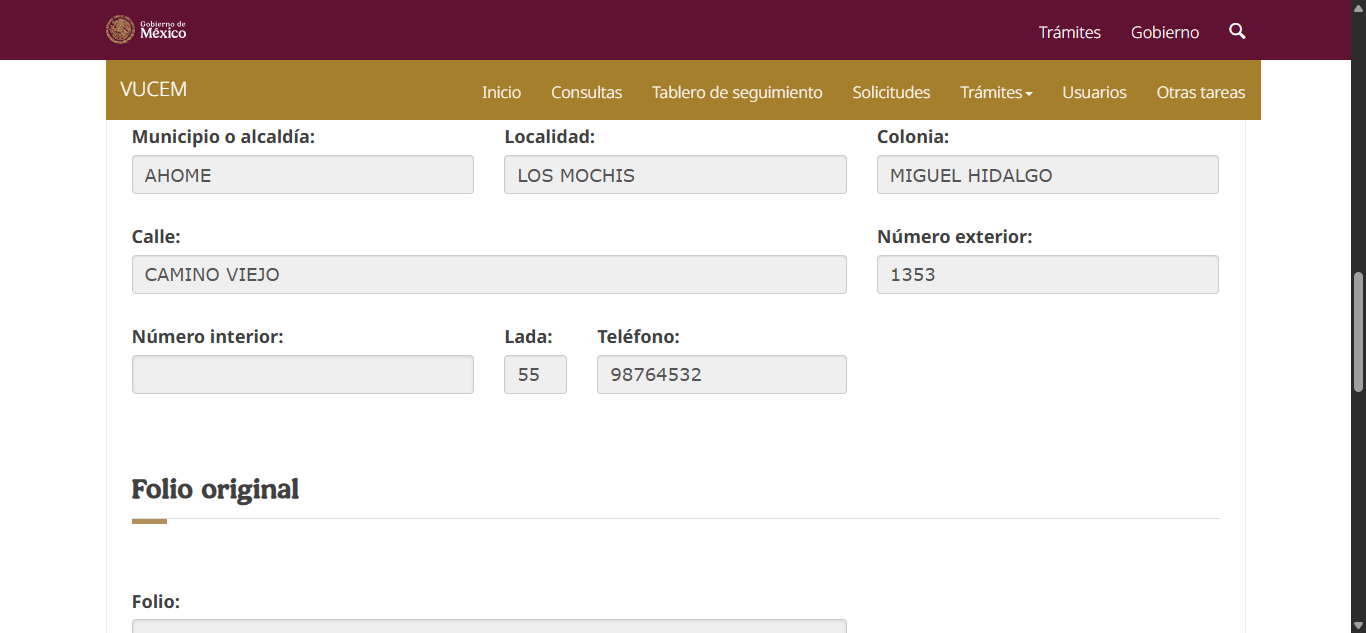 Gobierno de
México
Trámites Gobierno
VUCEM
Inicio Consultas Tablero de seguimiento Solicitudes Trámites Usuarios Otras tareas
Municipio o alcaldía: Localidad: Colonia:
AHOME LOS MOCHIS MIGUEL HIDALGO
Calle: Número exterior:
CAMINO VIEJO 1353
Número interior: Lada: Teléfono:
55 98764532
Folio original
Folio: